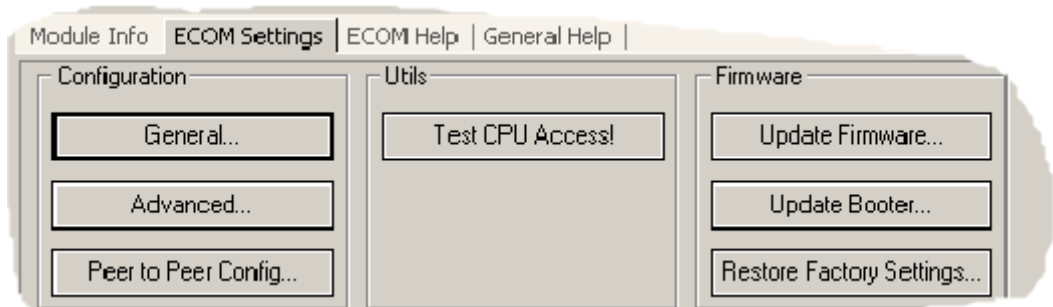 Module Info ECOM Settings ECOM Help General Help
Configuration
General...
Advanced...
Peer to Peer Config...
Utils
Test CPU Access!
Firmware
Update Firmware...
Update Booter...
Restore Factory Settings...